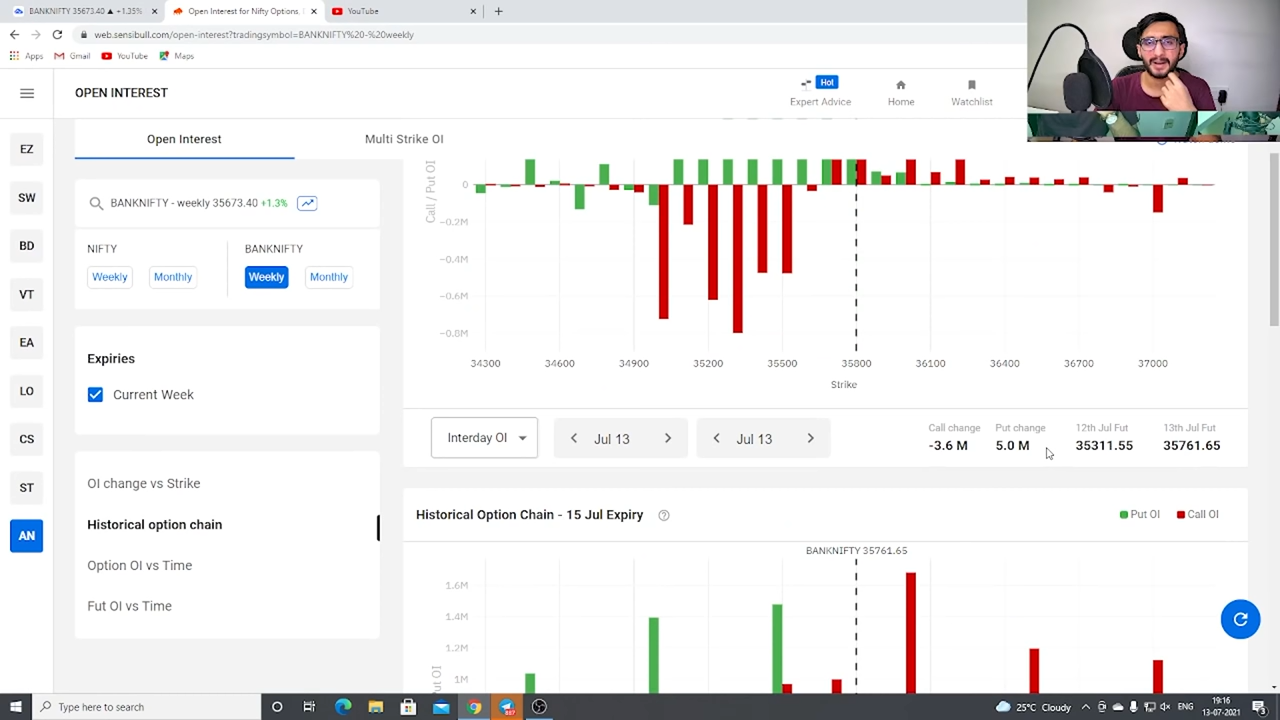 BANKNIFTY 35673.40 ▲ +1.35%
Open Interest for Nifty Options,
YouTube
web.sensibull.com/open-interest?tradingsymbol=BANKNIFTY%20-%20weekly
Apps Gmail YouTube Maps
OPEN INTEREST
Hot
Expert Advice Home Watchlist
Open Interest Multi Strike OI
EZ
SW
BD
VT
EA
LO
CS
ST
AN
BANKNIFTY - weekly 35673.40 +1.3%
NIFTY BANKNIFTY
Weekly Monthly Weekly Monthly
Expiries
Current Week
OI change vs Strike
Historical option chain
Option OI vs Time
Fut OI vs Time
Call / Put OI
0
−0.2M
−0.4M
−0.6M
−0.8M
34300 34600 34900 35200 35500 35800 36100 36400 36700 37000
Strike
Interday OI Jul 13 Jul 13
Call change Put change 12th Jul Fut 13th Jul Fut
-3.6 M 5.0 M 35311.55 35761.65
Historical Option Chain - 15 Jul Expiry
Put OI Call OI
BANKNIFTY 35761.65
1.6M
1.4M
1.2M
1M
Put OI
Type here to search
25°C Cloudy ENG
19:16
13-07-2021